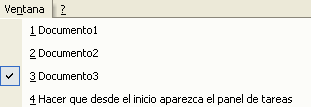 Ventana ?
1 Documento1
2 Documento2
3 Documento3
4 Hacer que desde el inicio aparezca el panel de tareas